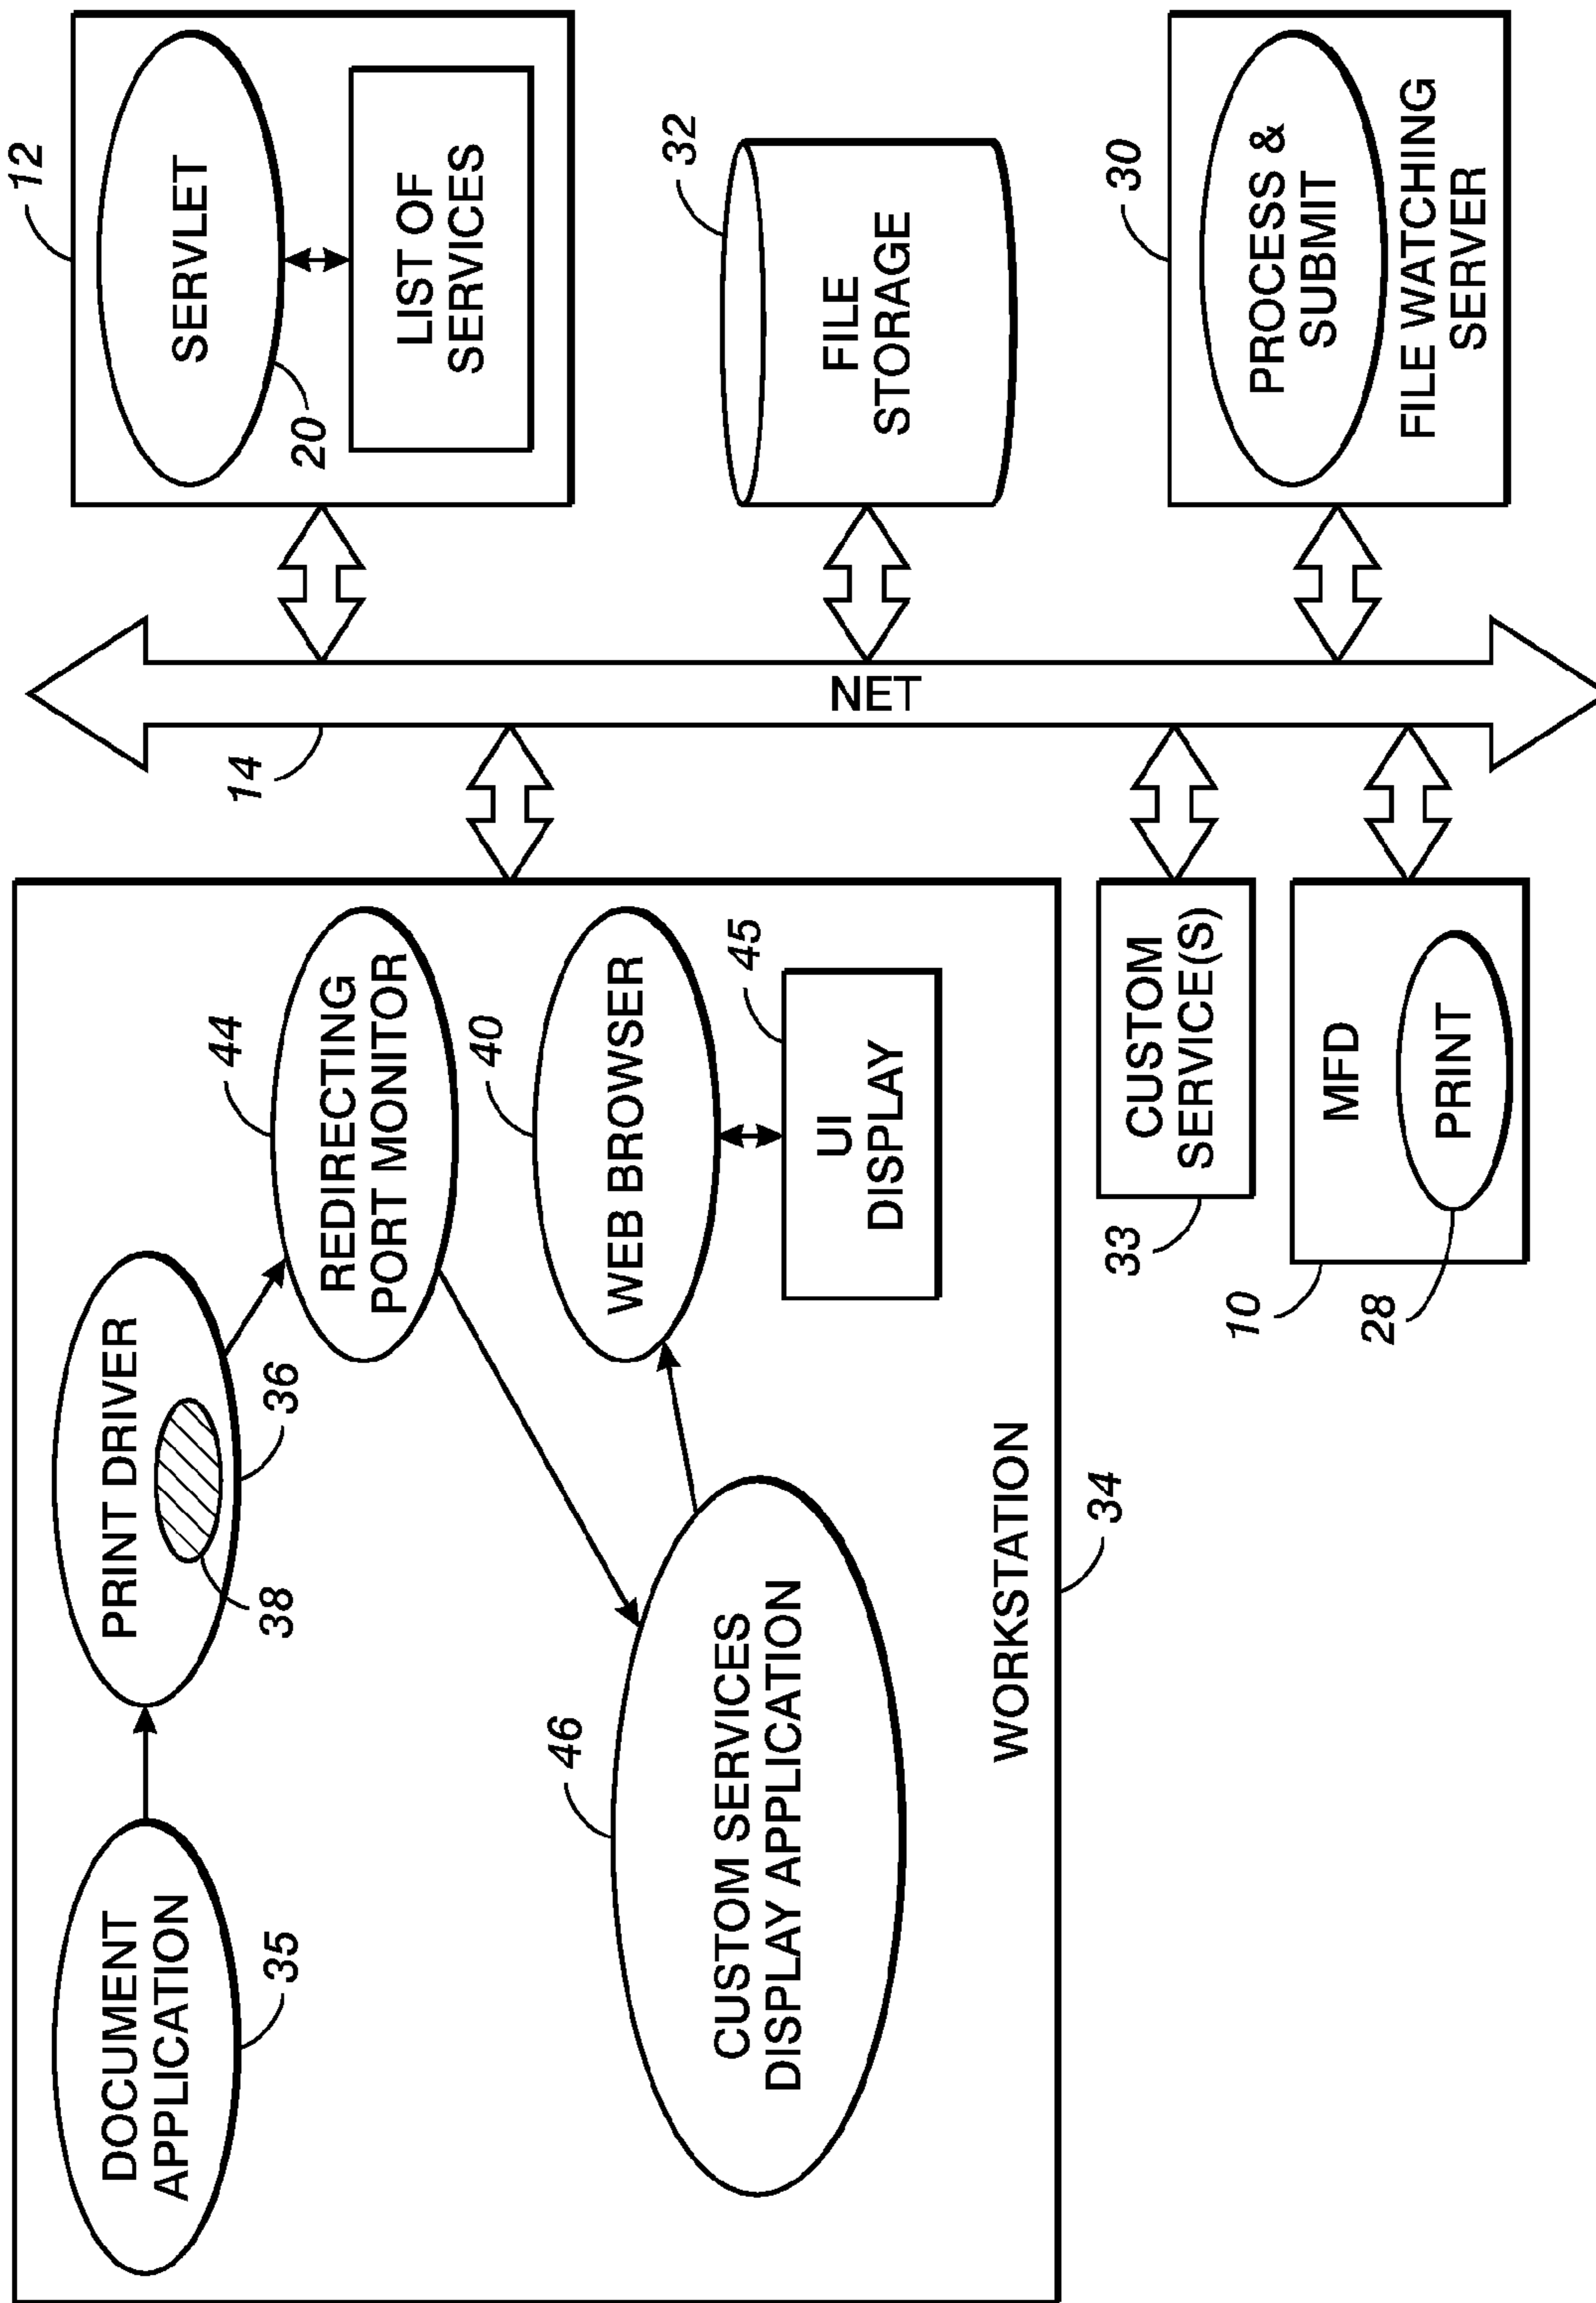 DOCUMENT
APPLICATION
35
PRINT DRIVER
38
36
44
REDIRECTING
PORT MONITOR
46
CUSTOM SERVICES
DISPLAY APPLICATION
40
WEB BROWSER
45
UI
DISPLAY
WORKSTATION
34
33
CUSTOM
SERVICE(S)
10
MFD
PRINT
28
14
NET
12
SERVLET
20
LIST OF
SERVICES
32
FILE
STORAGE
30
PROCESS &
SUBMIT
FILE WATCHING
SERVER